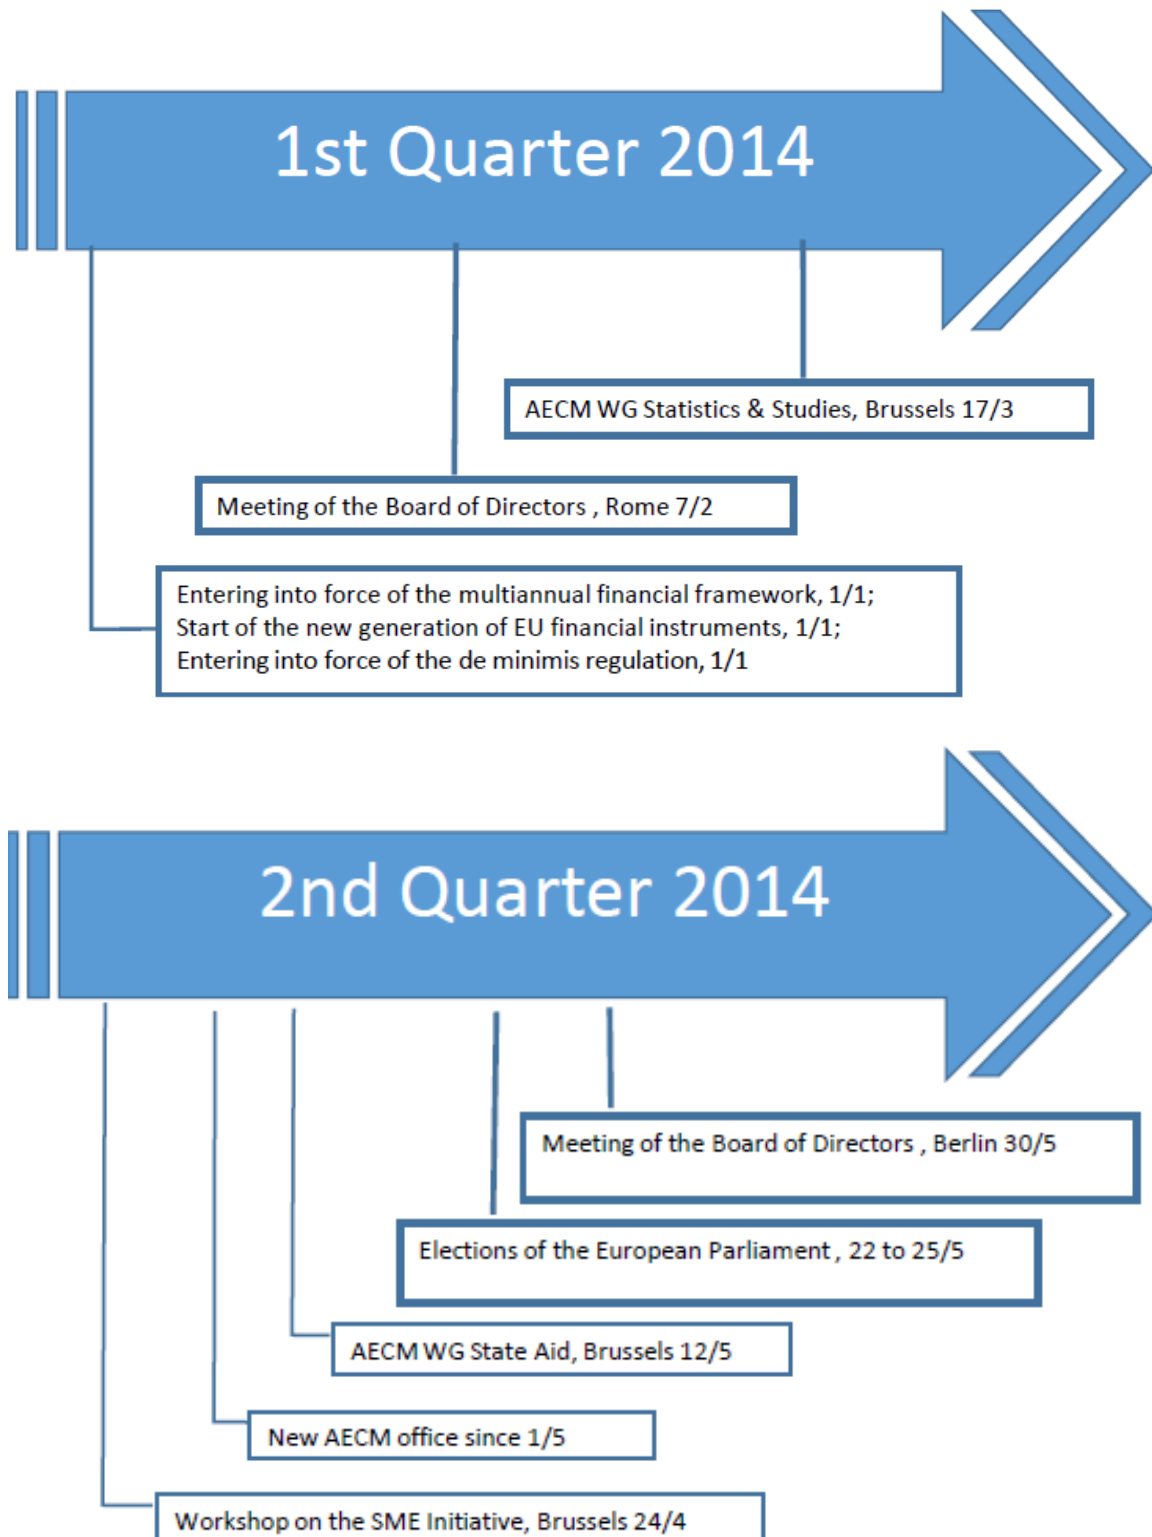 1st Quarter 2014
AECM WG Statistics & Studies, Brussels 17/3
Meeting of the Board of Directors , Rome 7/2
Entering into force of the multiannual financial framework, 1/1;
Start of the new generation of EU financial instruments, 1/1;
Entering into force of the de minimis regulation, 1/1
2nd Quarter 2014
Meeting of the Board of Directors , Berlin 30/5
Elections of the European Parliament , 22 to 25/5
AECM WG State Aid, Brussels 12/5
New AECM office since 1/5
Workshop on the SME Initiative, Brussels 24/4